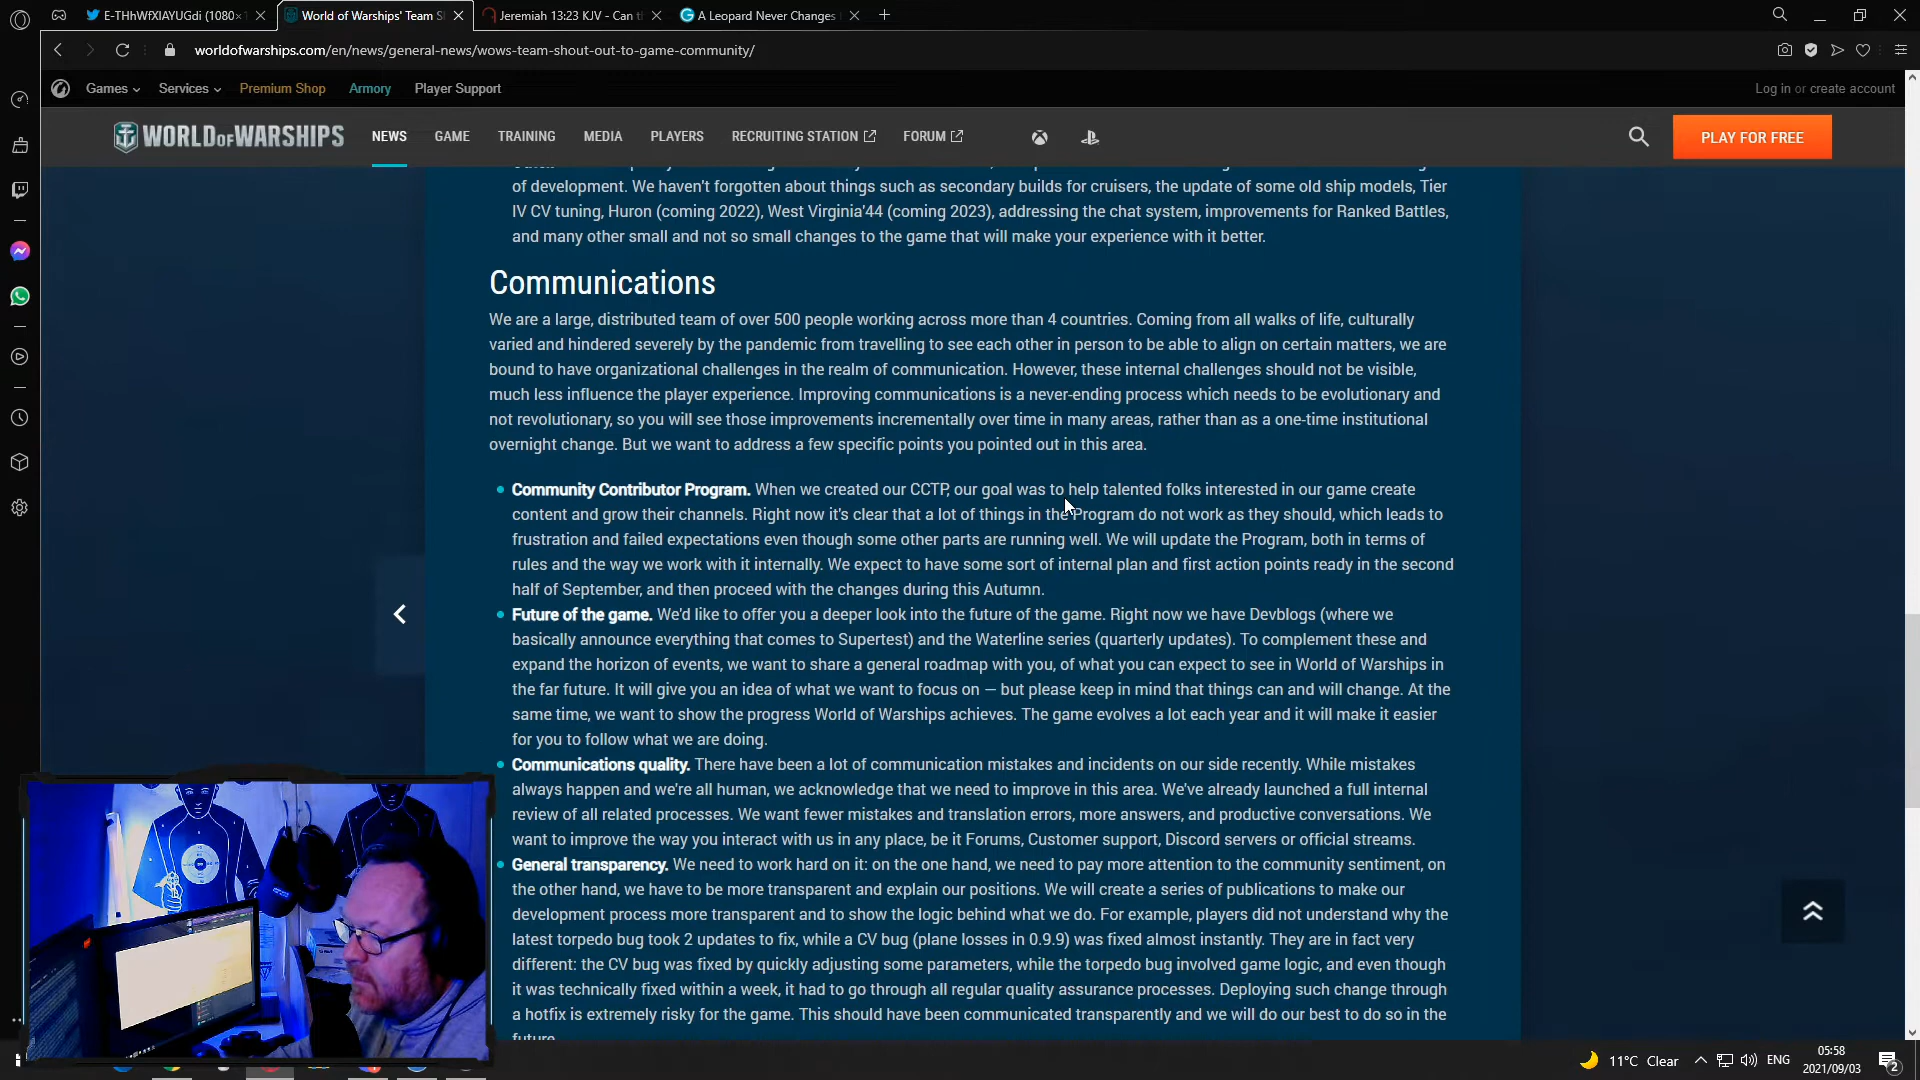 E-THhWfXIAYUGdi (1080×
World of Warships' Team S
Jeremiah 13:23 KJV - Can t
A Leopard Never Changes
worldofwarships.com/en/news/general-news/wows-team-shout-out-to-game-community/
Games
Services
Premium Shop
Armory
Player Support
Log in or create account
WORLD OF WARSHIPS
NEWS
GAME
TRAINING
MEDIA
PLAYERS
RECRUITING STATION
FORUM
PLAY FOR FREE
of development. We haven't forgotten about things such as secondary builds for cruisers, the update of some old ship models, Tier
IV CV tuning, Huron (coming 2022), West Virginia'44 (coming 2023), addressing the chat system, improvements for Ranked Battles,
and many other small and not so small changes to the game that will make your experience with it better.
Communications
We are a large, distributed team of over 500 people working across more than 4 countries. Coming from all walks of life, culturally
varied and hindered severely by the pandemic from travelling to see each other in person to be able to align on certain matters, we are
bound to have organizational challenges in the realm of communication. However, these internal challenges should not be visible,
much less influence the player experience. Improving communications is a never-ending process which needs to be evolutionary and
not revolutionary, so you will see those improvements incrementally over time in many areas, rather than as a one-time institutional
overnight change. But we want to address a few specific points you pointed out in this area.
Community Contributor Program. When we created our CCTP, our goal was to help talented folks interested in our game create
content and grow their channels. Right now it's clear that a lot of things in the Program do not work as they should, which leads to
frustration and failed expectations even though some other parts are running well. We will update the Program, both in terms of
rules and the way we work with it internally. We expect to have some sort of internal plan and first action points ready in the second
half of September, and then proceed with the changes during this Autumn.
Future of the game. We'd like to offer you a deeper look into the future of the game. Right now we have Devblogs (where we
basically announce everything that comes to Supertest) and the Waterline series (quarterly updates). To complement these and
expand the horizon of events, we want to share a general roadmap with you, of what you can expect to see in World of Warships in
the far future. It will give you an idea of what we want to focus on — but please keep in mind that things can and will change. At the
same time, we want to show the progress World of Warships achieves. The game evolves a lot each year and it will make it easier
for you to follow what we are doing.
Communications quality. There have been a lot of communication mistakes and incidents on our side recently. While mistakes
always happen and we're all human, we acknowledge that we need to improve in this area. We've already launched a full internal
review of all related processes. We want fewer mistakes and translation errors, more answers, and productive conversations. We
want to improve the way you interact with us in any place, be it Forums, Customer support, Discord servers or official streams.
General transparency. We need to work hard on it: on the one hand, we need to pay more attention to the community sentiment, on
the other hand, we have to be more transparent and explain our positions. We will create a series of publications to make our
development process more transparent and to show the logic behind what we do. For example, players did not understand why the
latest torpedo bug took 2 updates to fix, while a CV bug (plane losses in 0.9.9) was fixed almost instantly. They are in fact very
different: the CV bug was fixed by quickly adjusting some parameters, while the torpedo bug involved game logic, and even though
it was technically fixed within a week, it had to go through all regular quality assurance processes. Deploying such change through
a hotfix is extremely risky for the game. This should have been communicated transparently and we will do our best to do so in the
future
11°C Clear
ENG
05:58
2021/09/03
2